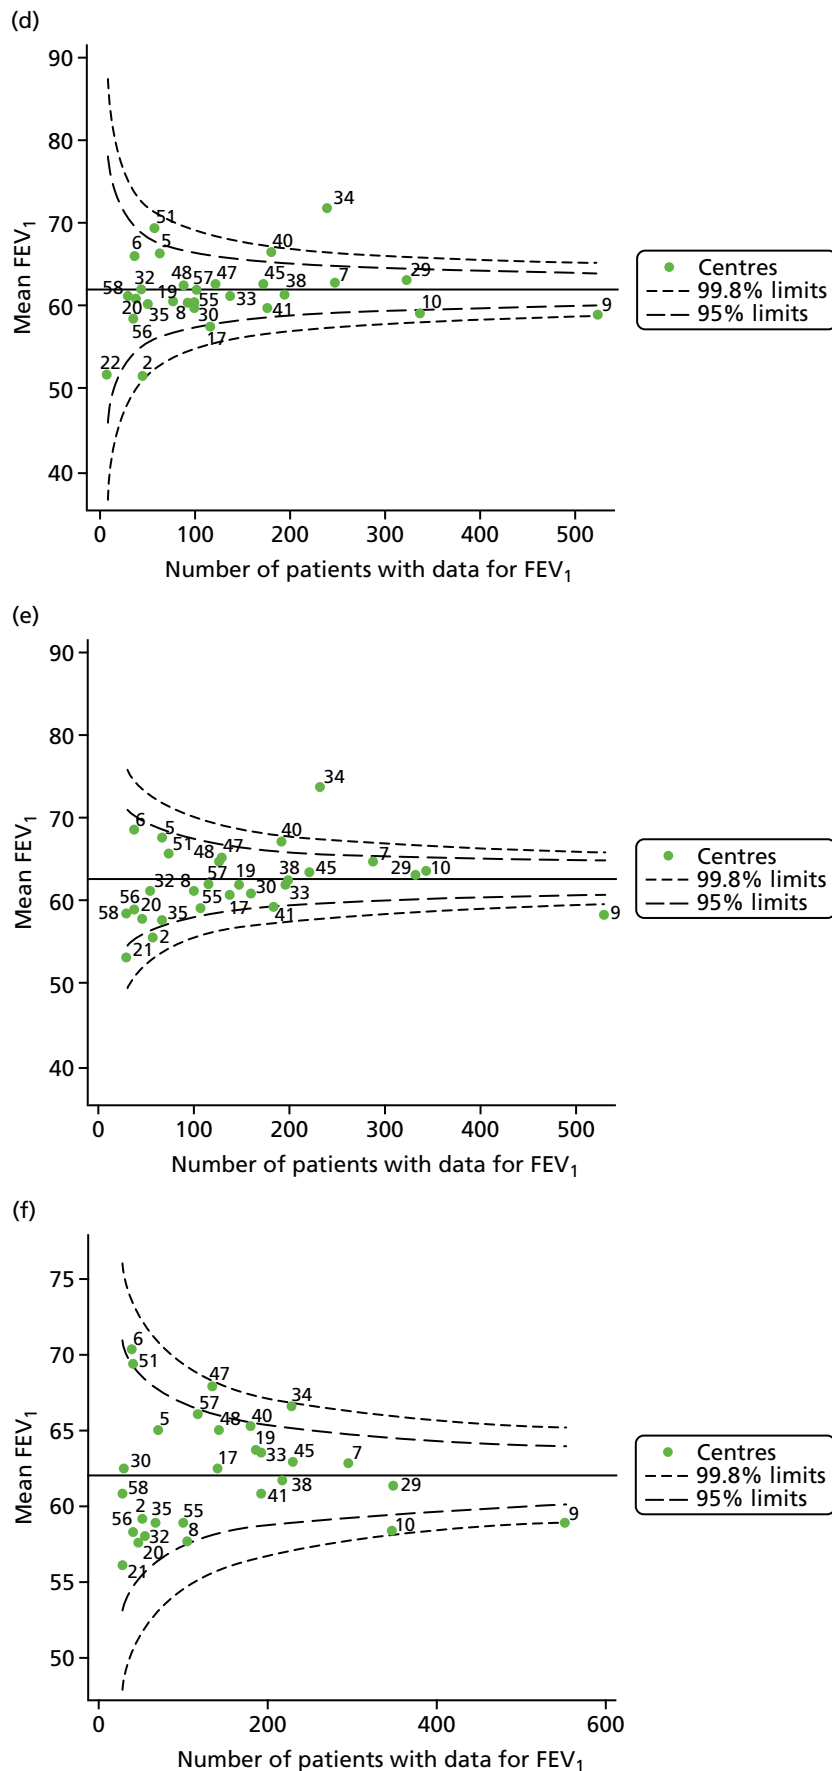 (d)
90
80
70
60
50
40
Mean FEV1
34
51
6 5 40
32 48 57 47 45 7 29
58 19 55 33 38 10 9
20 35 8 30 41
56 17
22 2
0 100 200 300 400 500
Number of patients with data for FEV1
Centres
99.8% limits
95% limits
(e)
90
80
70
60
50
40
Mean FEV1
34
6 5 40
51 48 47 7
32 8 57 19 38 45 29 10
56 20 55 30 33
58 35 17 41 9
21 2
0 100 200 300 400 500
Number of patients with data for FEV1
Centres
99.8% limits
95% limits
(f)
75
70
65
60
55
50
Mean FEV1
6
51 47 34
57
5 48 40
19
30 17 33 45 7
58 38 29
2 41
56 35 55 9
32 8 10
20
21
0 200 400 600
Number of patients with data for FEV1
Centres
99.8% limits
95% limits